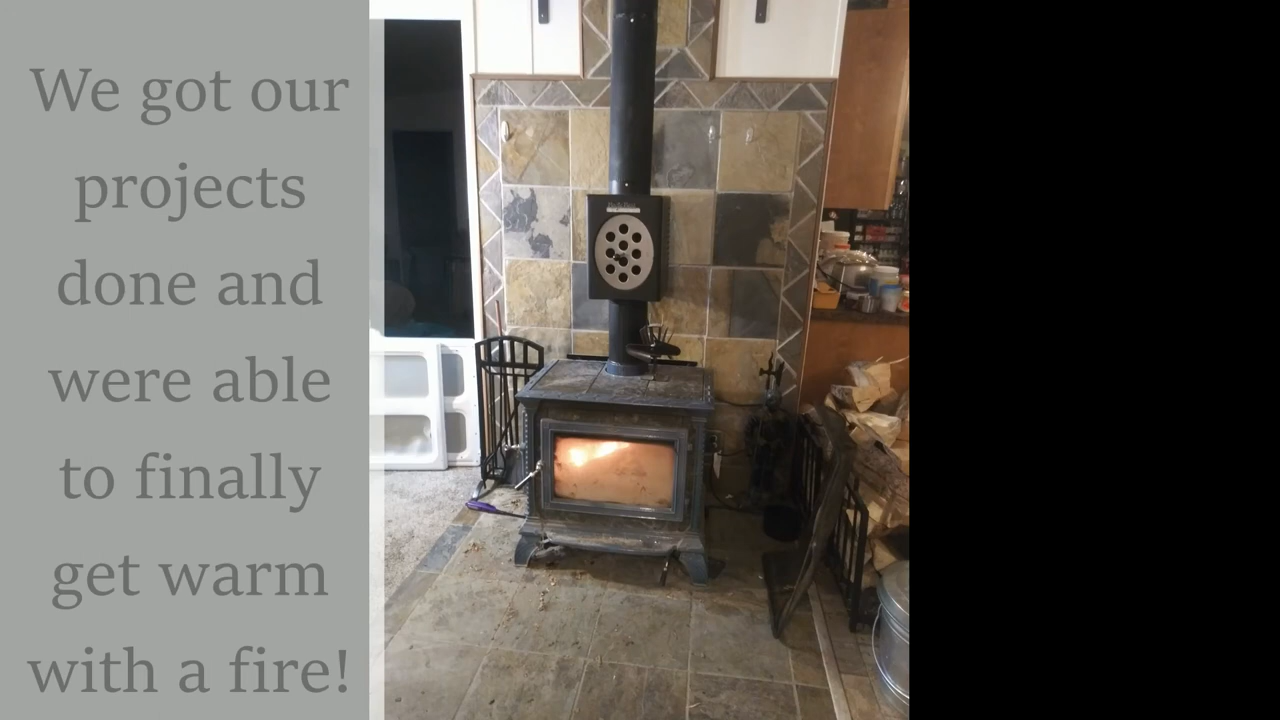 We got our
projects
done and
were able
to finally
get warm
with a fire!